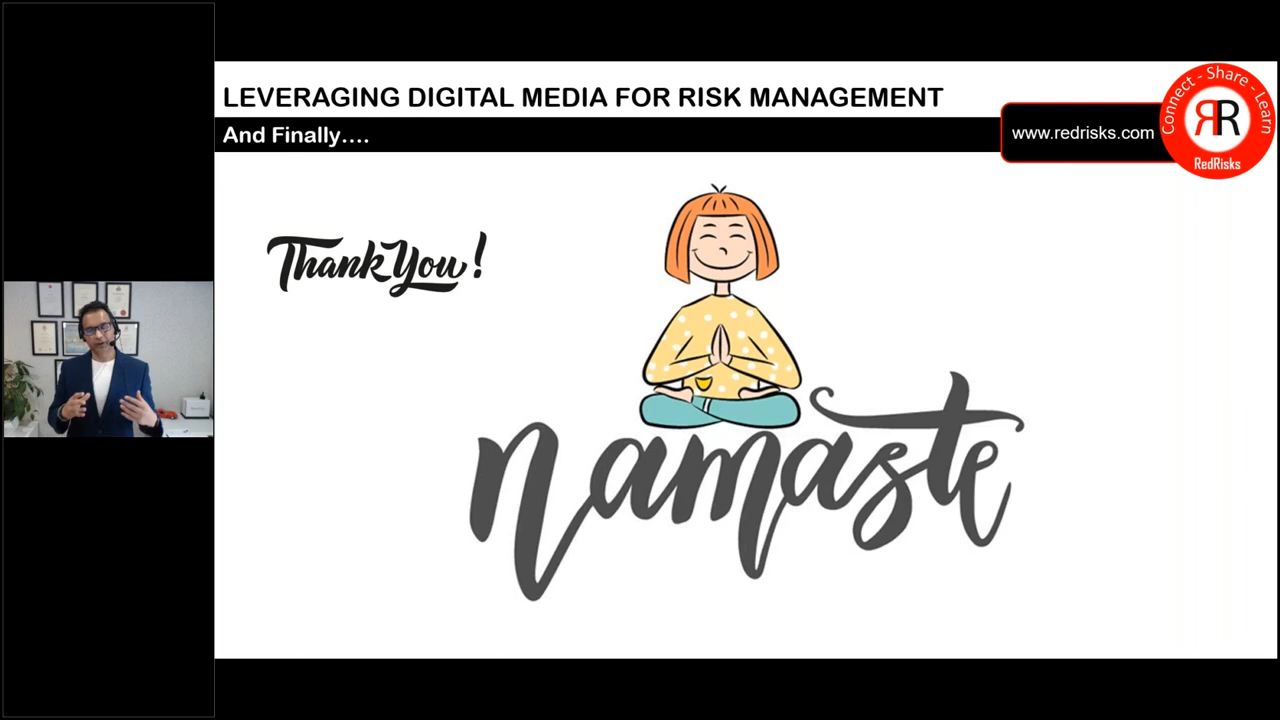 LEVERAGING DIGITAL MEDIA FOR RISK MANAGEMENT
And Finally....
www.redrisks.com
Connect - Share - Learn
RR
RedRisks
Thank You!
namaste